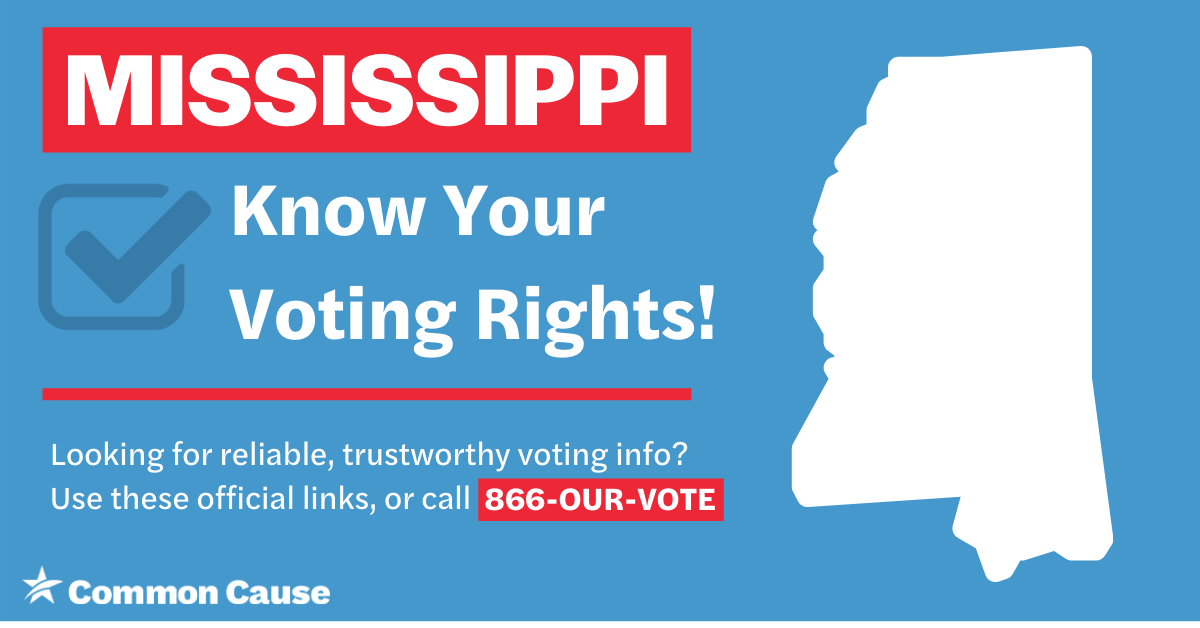 MISSISSIPPI
Know Your
Voting Rights!
Looking for reliable, trustworthy voting info?
Use these official links, or call 866-OUR-VOTE
Common Cause